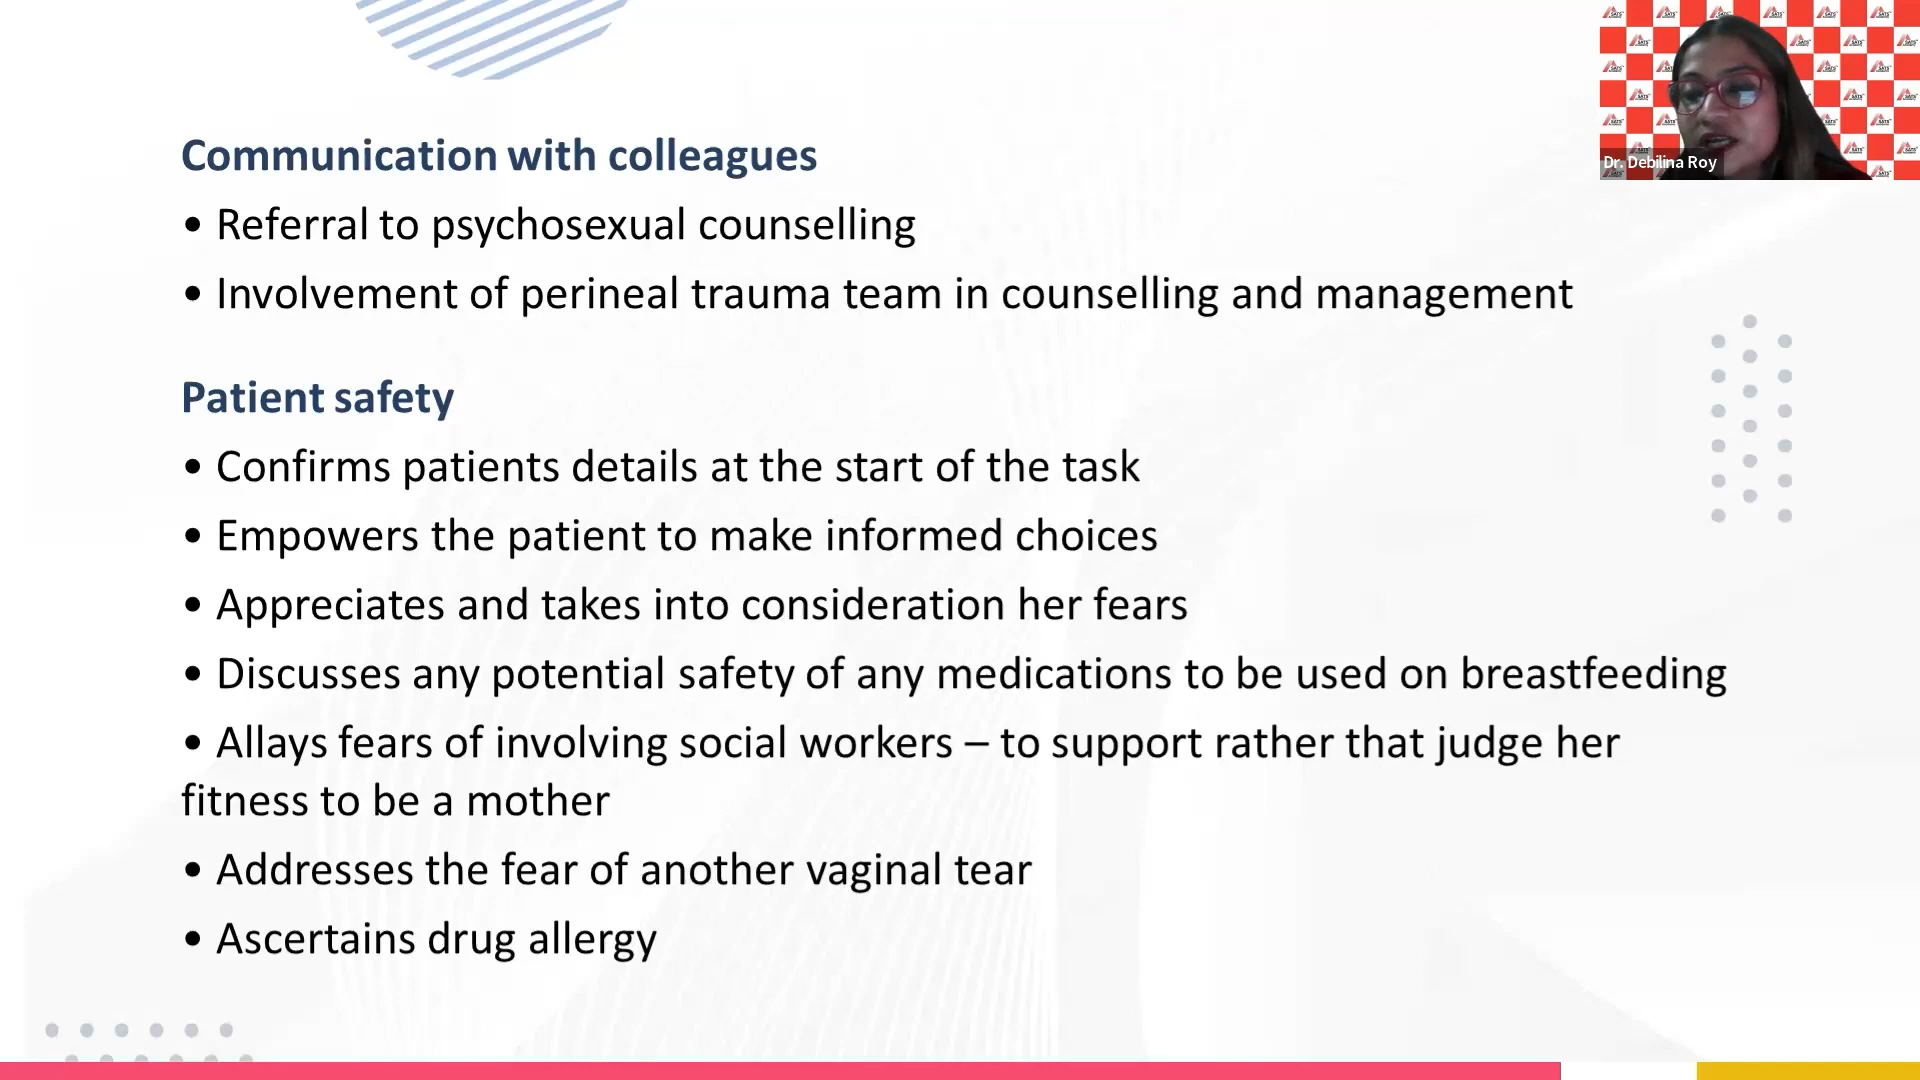 Communication with colleagues
• Referral to psychosexual counselling
• Involvement of perineal trauma team in counselling and management
Patient safety
• Confirms patients details at the start of the task
• Empowers the patient to make informed choices
• Appreciates and takes into consideration her fears
• Discusses any potential safety of any medications to be used on breastfeeding
• Allays fears of involving social workers – to support rather that judge her
fitness to be a mother
• Addresses the fear of another vaginal tear
• Ascertains drug allergy
Dr. Debilina Roy